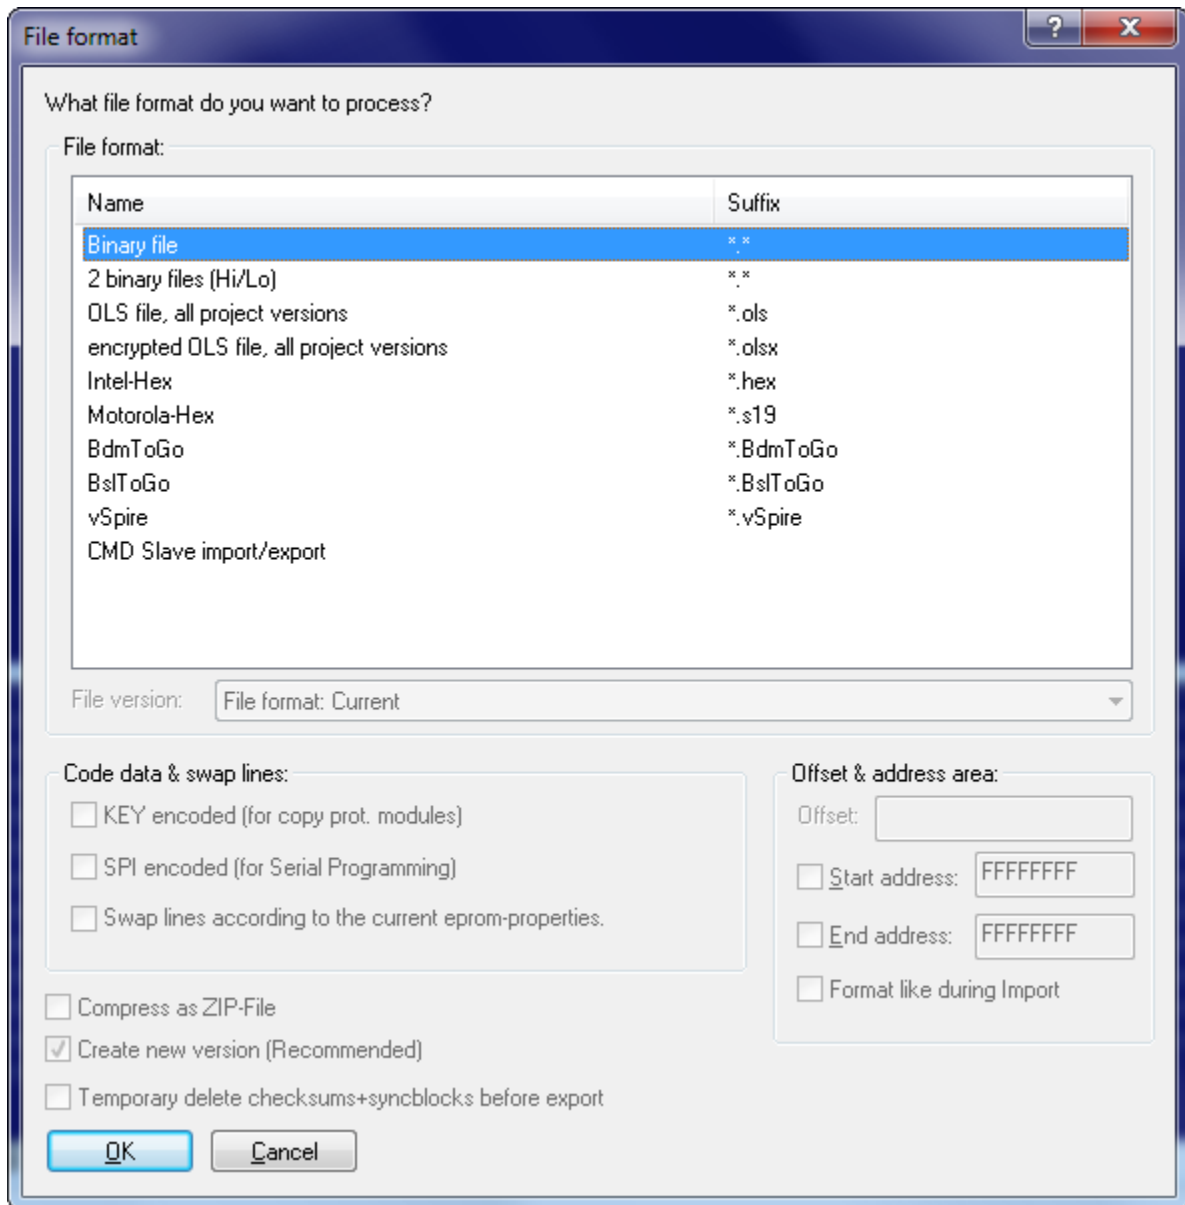 File format
?
What file format do you want to process?
File format:
Name Suffix
Binary file *.*
2 binary files (Hi/Lo) *.*
OLS file, all project versions *.ols
encrypted OLS file, all project versions *.olsx
Intel-Hex *.hex
Motorola-Hex *.s19
BdmToGo *.BdmToGo
BslToGo *.BslToGo
vSpire *.vSpire
CMD Slave import/export
File version: File format: Current
Code data & swap lines:
KEY encoded (for copy prot. modules)
SPI encoded (for Serial Programming)
Swap lines according to the current eprom-properties.
Offset & address area:
Offset:
Start address: FFFFFFFF
End address: FFFFFFFF
Format like during Import
Compress as ZIP-File
Create new version (Recommended)
Temporary delete checksums+syncblocks before export
OK Cancel